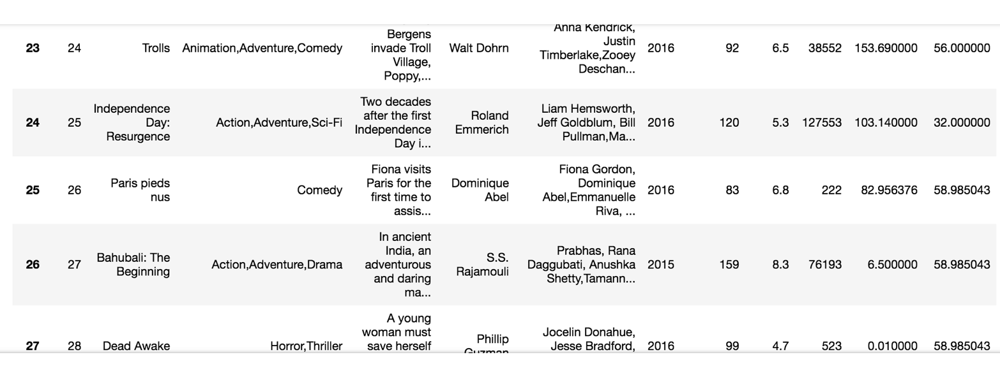 23 24 Trolls Animation,Adventure,Comedy Bergens
invade Troll
Village,
Poppy,... Walt Dohrn Anna Kendrick,
Justin
Timberlake,Zooey
Deschan... 2016 92 6.5 38552 153.690000 56.000000
24 25 Independence
Day:
Resurgence Action,Adventure,Sci-Fi Two decades
after the first
Independence
Day i... Roland
Emmerich Liam Hemsworth,
Jeff Goldblum, Bill
Pullman,Ma... 2016 120 5.3 127553 103.140000 32.000000
25 26 Paris pieds
nus Comedy Fiona visits
Paris for the
first time to
assis... Dominique
Abel Fiona Gordon,
Dominique
Abel,Emmanuelle
Riva, ... 2016 83 6.8 222 82.956376 58.985043
26 27 Bahubali: The
Beginning Action,Adventure,Drama In ancient
India, an
adventurous
and daring
ma... S.S.
Rajamouli Prabhas, Rana
Daggubati, Anushka
Shetty,Tamann... 2015 159 8.3 76193 6.500000 58.985043
27 28 Dead Awake Horror,Thriller A young
woman must
save herself Phillip
Guzman Jocelin Donahue,
Jesse Bradford, 2016 99 4.7 523 0.010000 58.985043